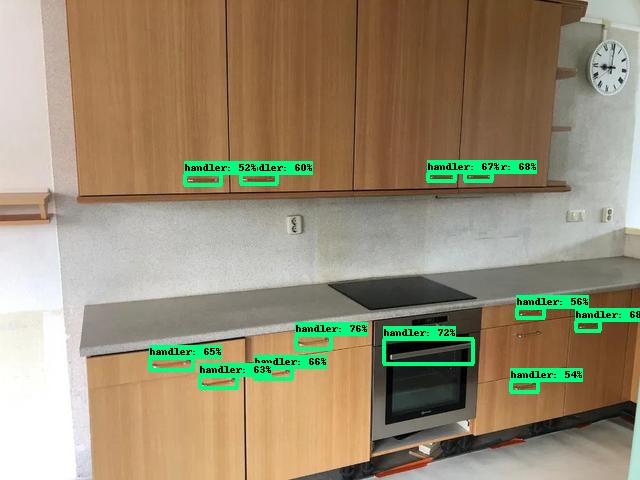 handler: 52%
dler: 60%
handler: 67%
r: 68%
handler: 56%
handler: 68
handler: 76%
handler: 72%
handler: 65%
handler: 66%
handler: 63%
handler: 54%